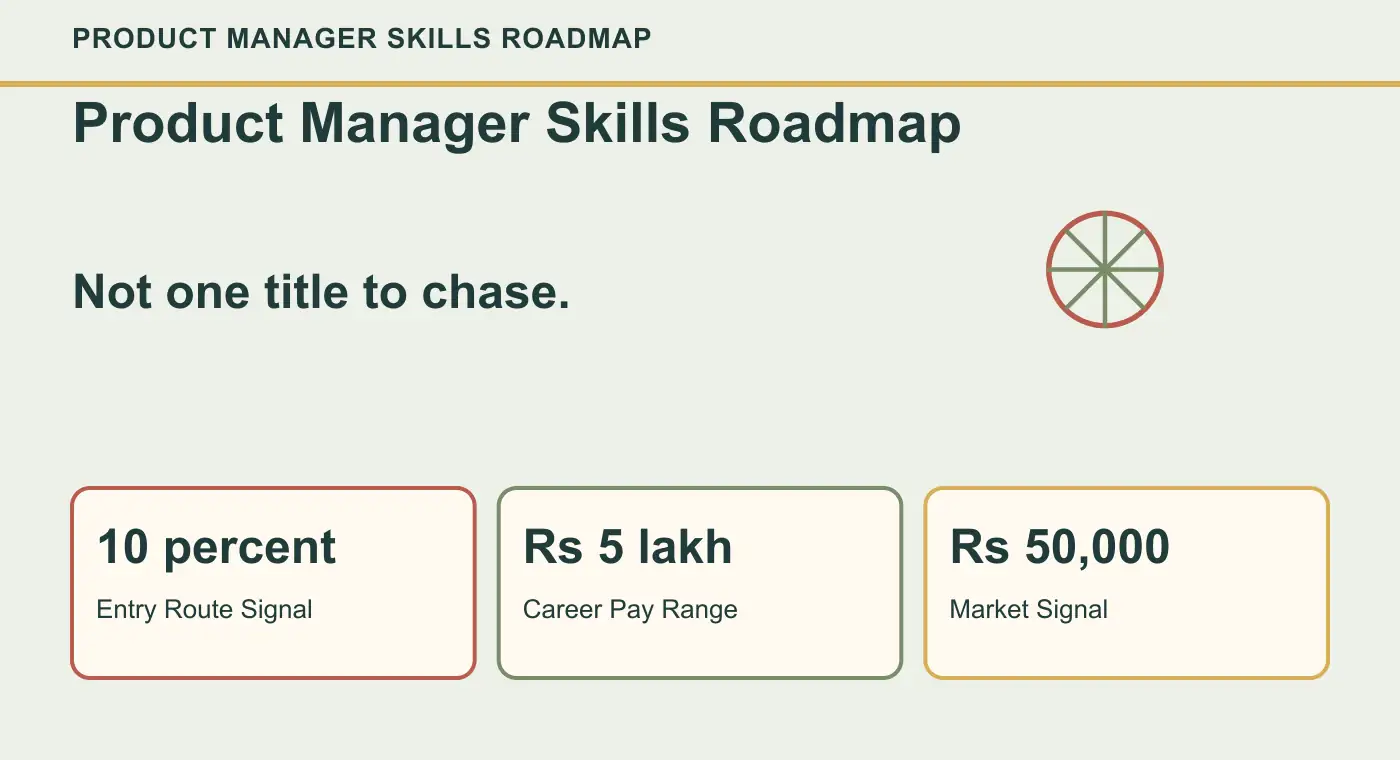 PRODUCT MANAGER SKILLS ROADMAP
Product Manager Skills Roadmap
Not one title to chase.
10 percent
Entry Route Signal
Rs 5 lakh
Career Pay Range
Rs 50,000
Market Signal